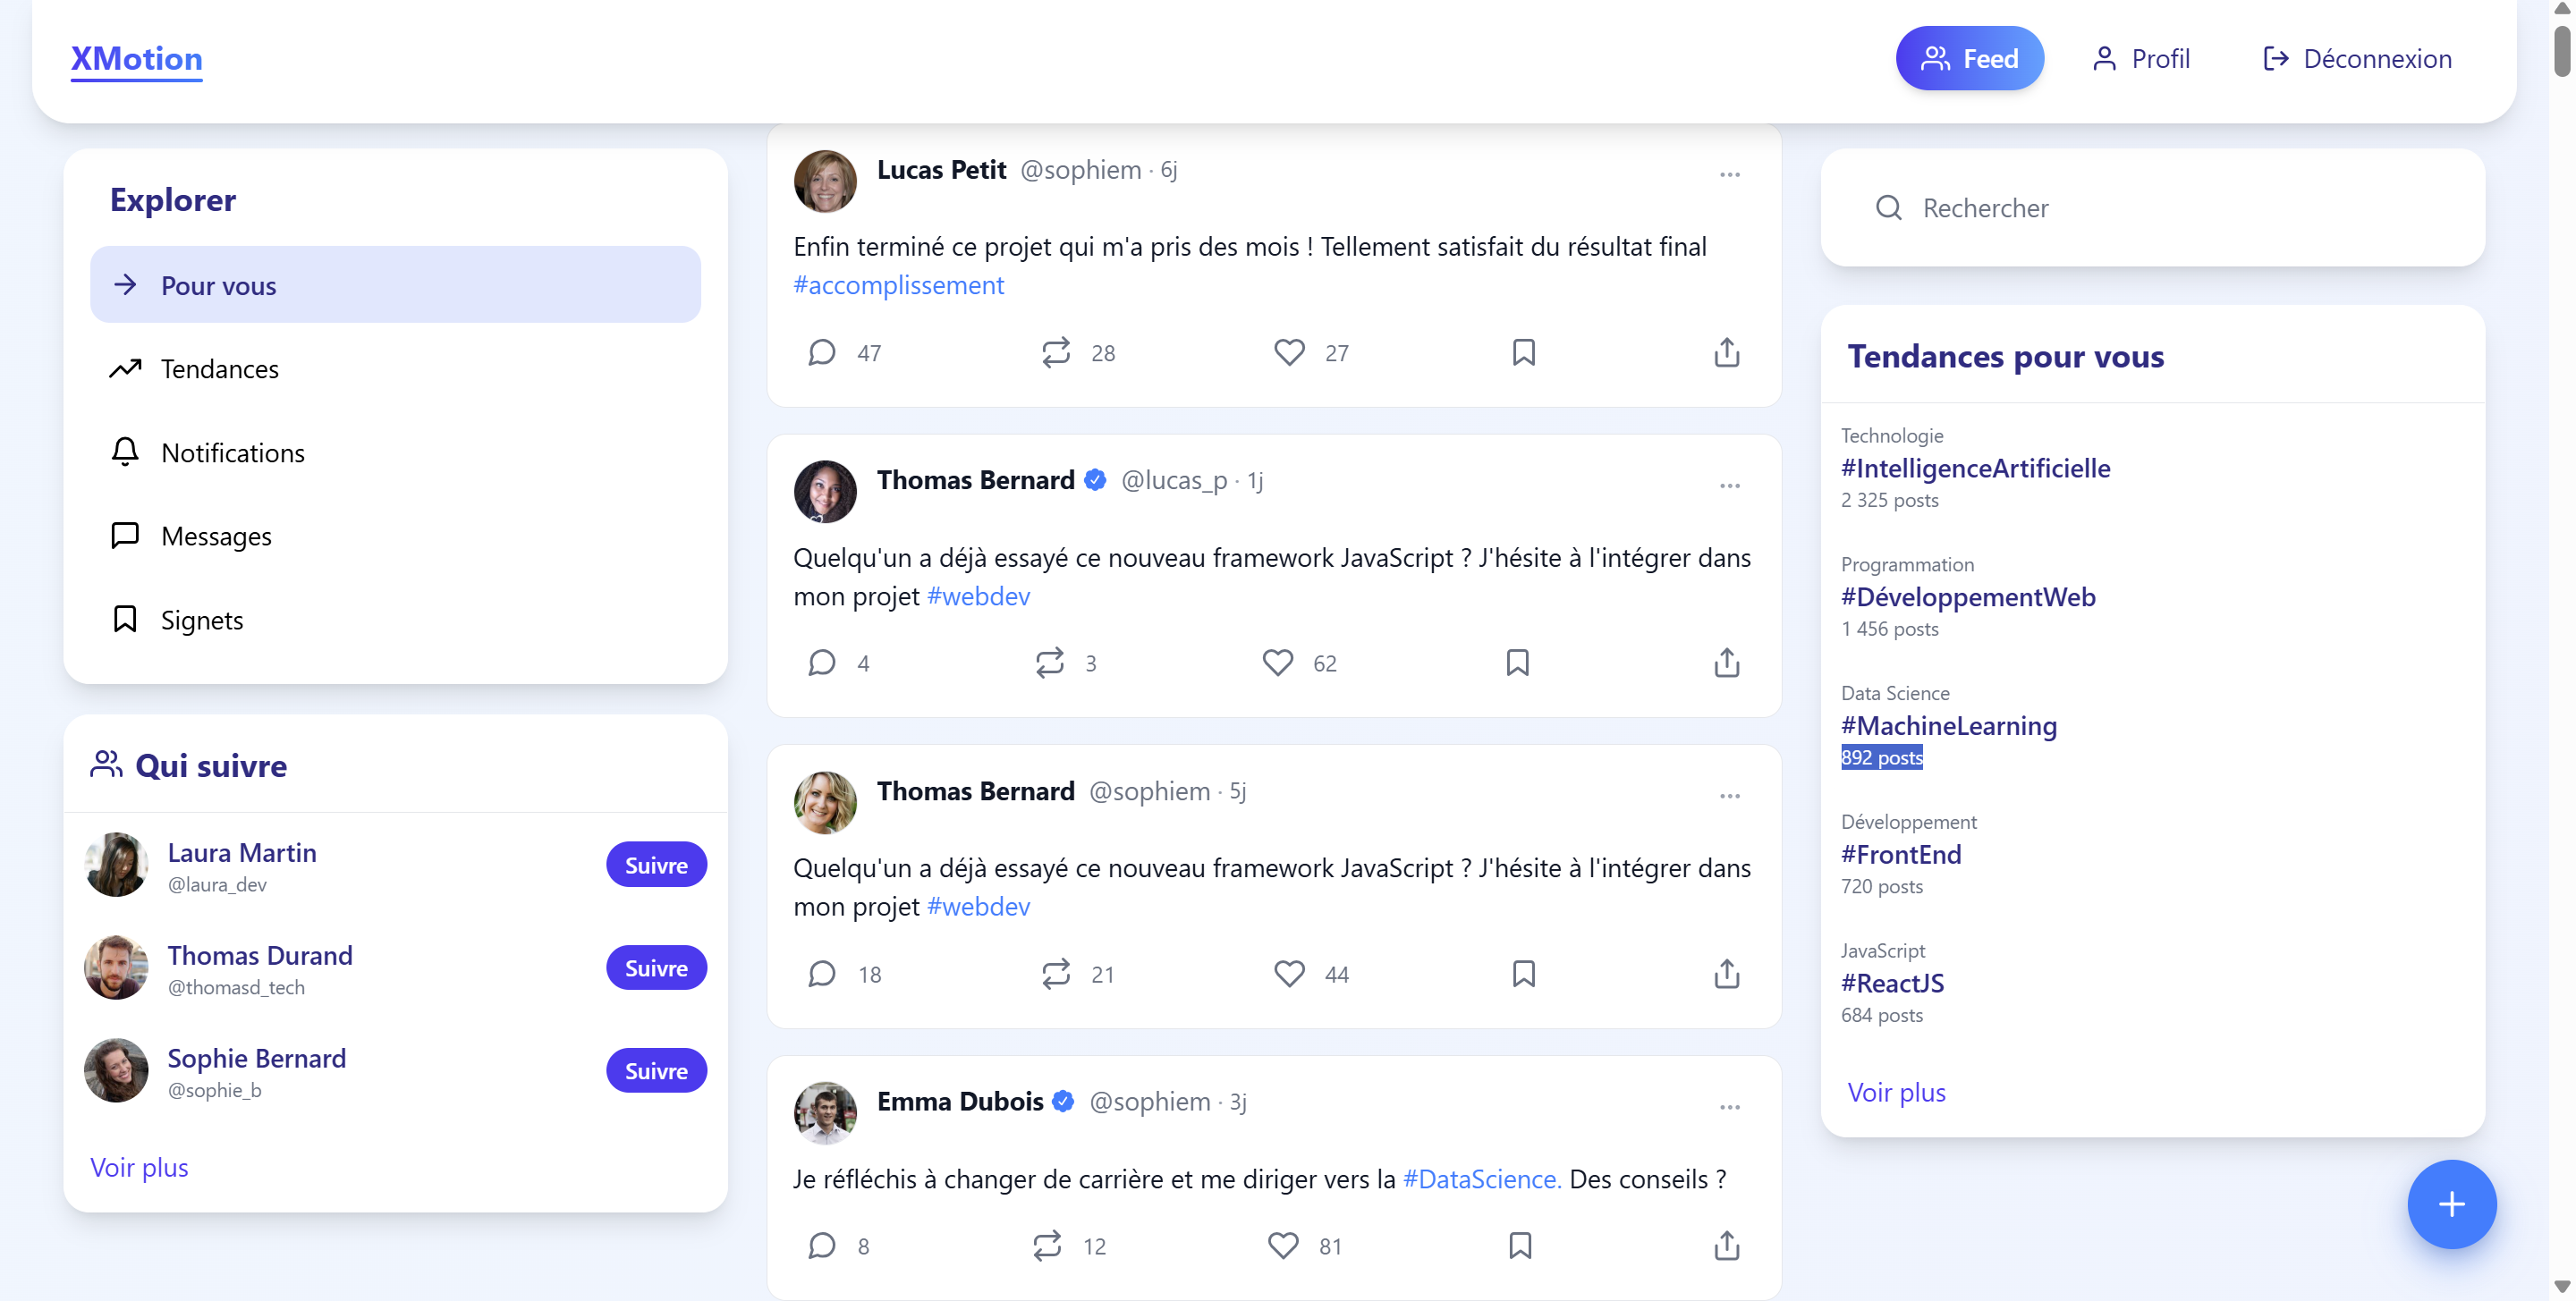 XMotion
Feed
Profil
Déconnexion
Explorer
Pour vous
Tendances
Notifications
Messages
Signets
Qui suivre
Laura Martin
@laura_dev
Suivre
Thomas Durand
@thomasd_tech
Suivre
Sophie Bernard
@sophie_b
Suivre
Voir plus
Lucas Petit @sophiem · 6j
Enfin terminé ce projet qui m'a pris des mois ! Tellement satisfait du résultat final
#accomplissement
47 28 27
Thomas Bernard @lucas_p · 1j
Quelqu'un a déjà essayé ce nouveau framework JavaScript ? J'hésite à l'intégrer dans
mon projet #webdev
4 3 62
Thomas Bernard @sophiem · 5j
Quelqu'un a déjà essayé ce nouveau framework JavaScript ? J'hésite à l'intégrer dans
mon projet #webdev
18 21 44
Emma Dubois @sophiem · 3j
Je réfléchis à changer de carrière et me diriger vers la #DataScience. Des conseils ?
8 12 81
Rechercher
Tendances pour vous
Technologie
#IntelligenceArtificielle
2 325 posts
Programmation
#DéveloppementWeb
1 456 posts
Data Science
#MachineLearning
892 posts
Développement
#FrontEnd
720 posts
JavaScript
#ReactJS
684 posts
Voir plus